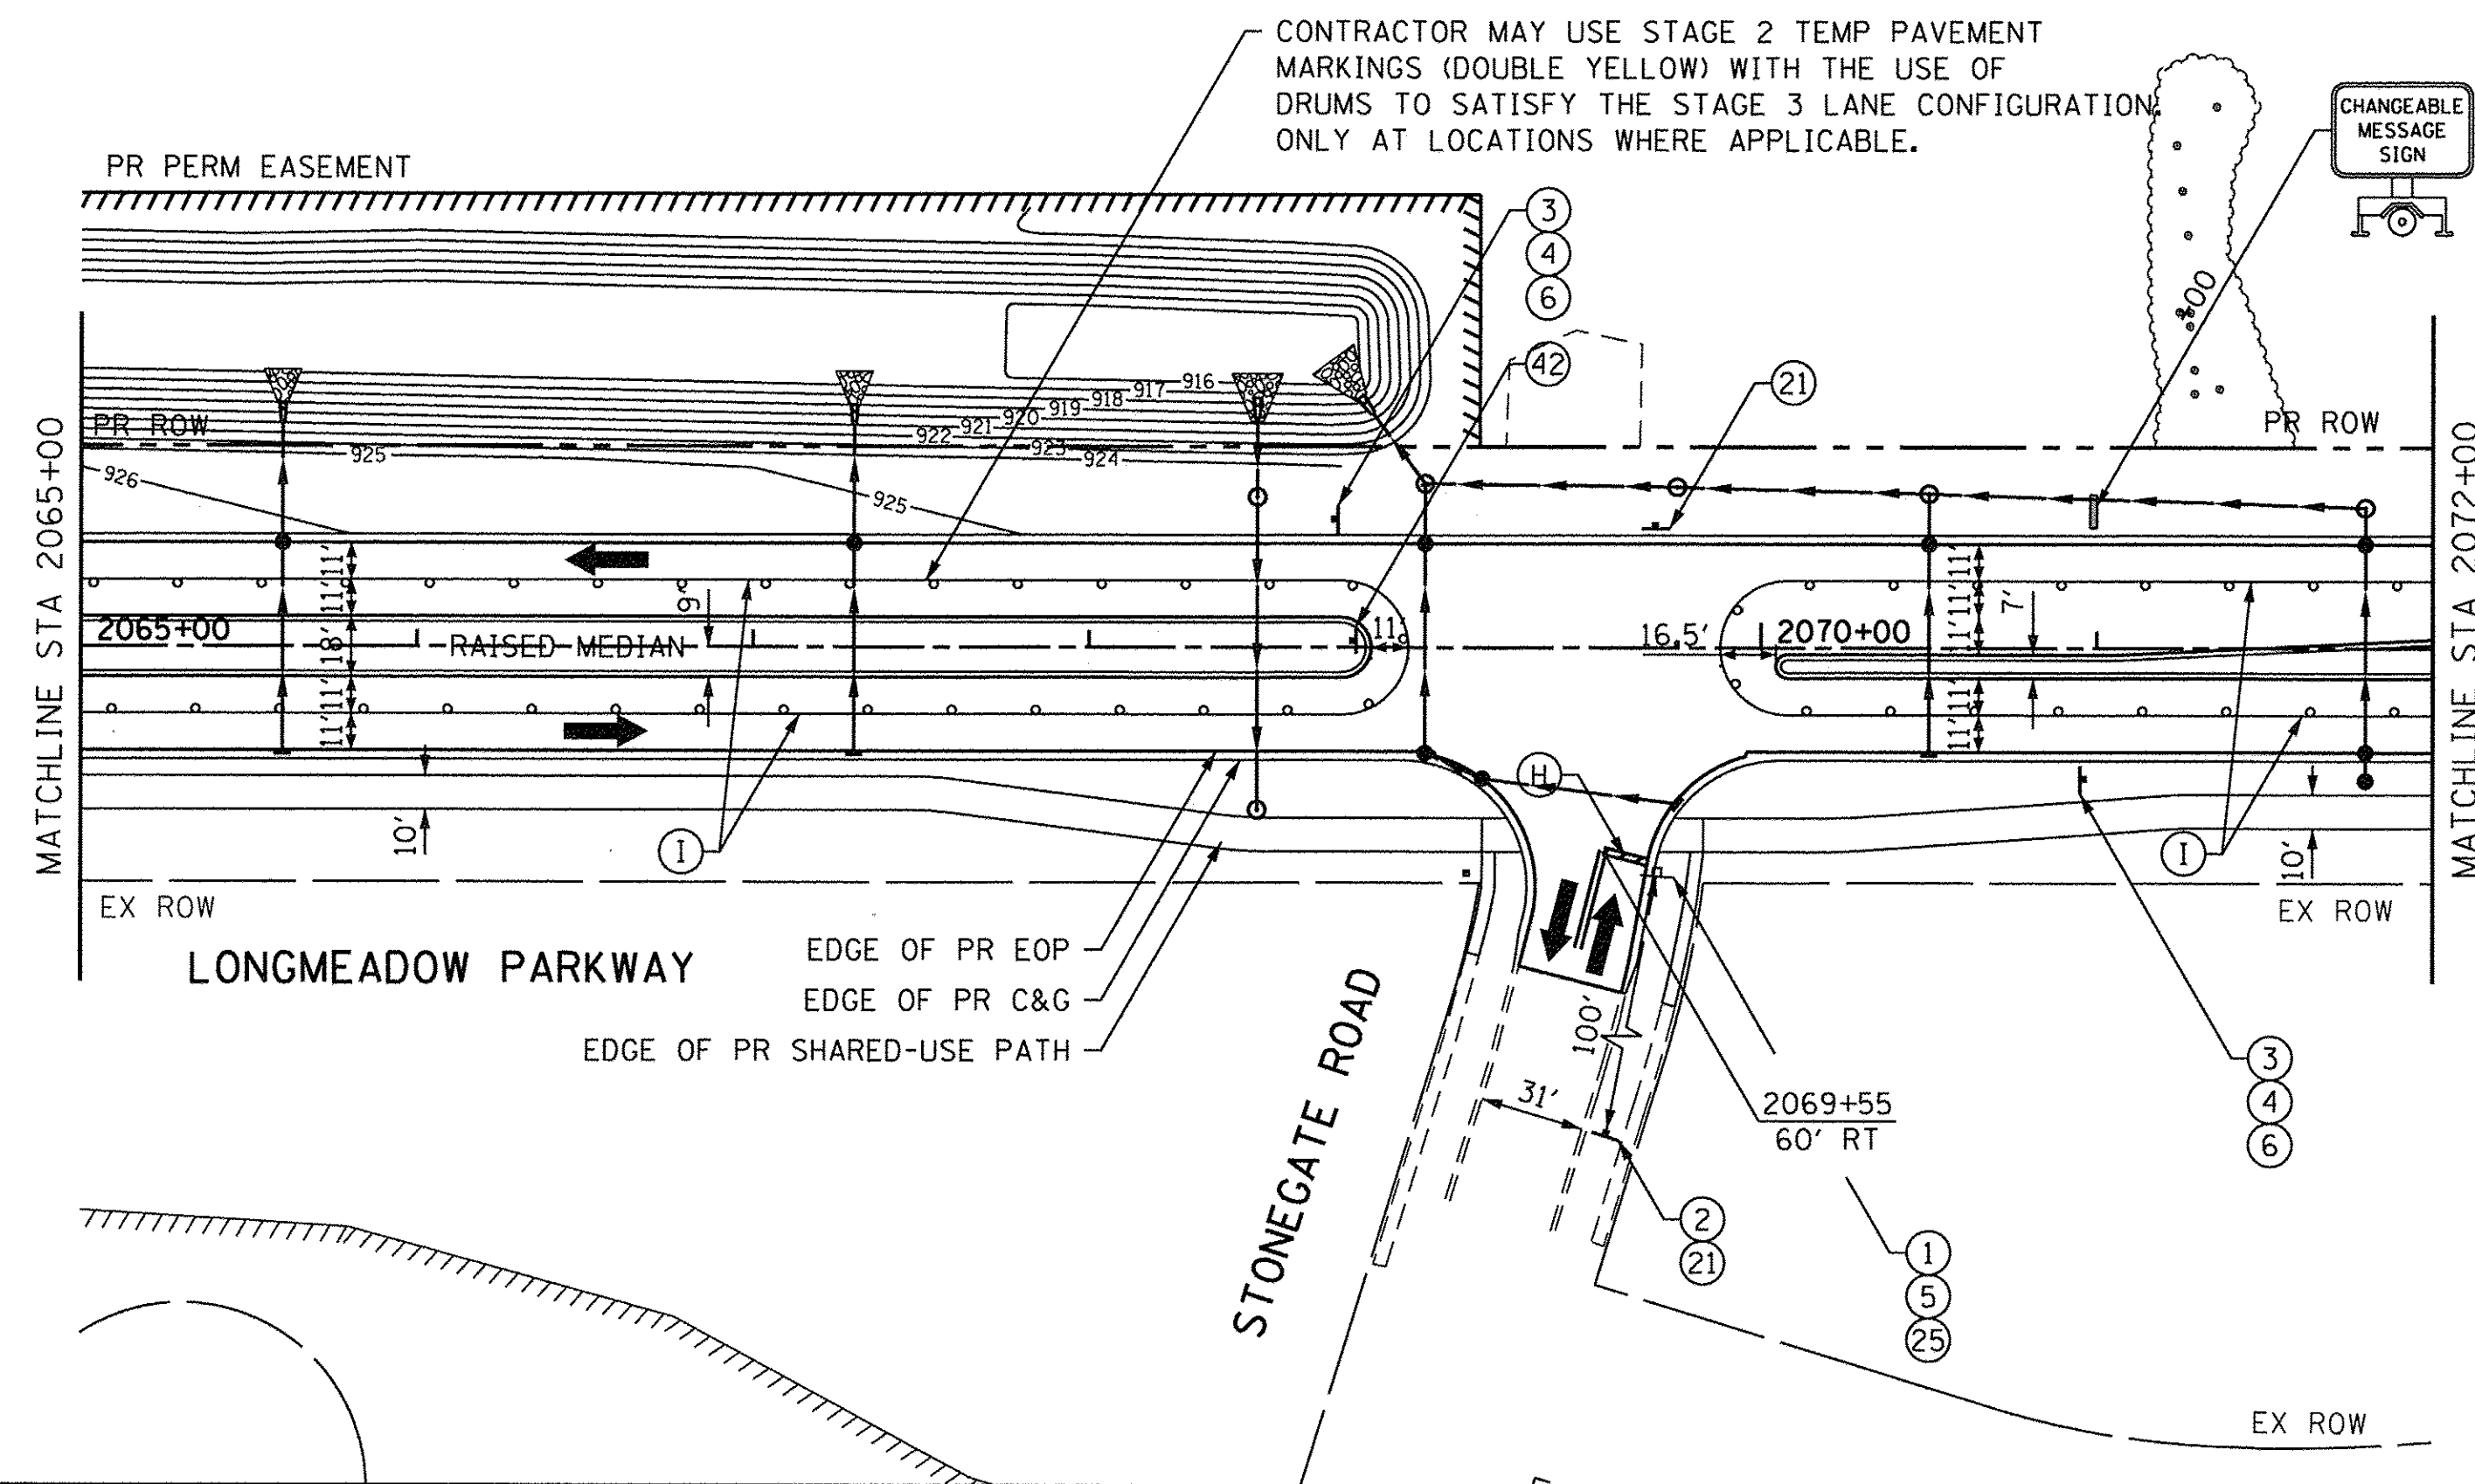 CONTRACTOR MAY USE STAGE 2 TEMP PAVEMENT
MARKINGS (DOUBLE YELLOW) WITH THE USE OF
DRUMS TO SATISFY THE STAGE 3 LANE CONFIGURATION.
ONLY AT LOCATIONS WHERE APPLICABLE.
CHANGEABLE
MESSAGE
SIGN
PR PERM EASEMENT
3
4
6
42
21
PR ROW
PR ROW
916
917
918
919
920
921
922
923
924
925
925
926
MATCHLINE STA 2065+00
MATCHLINE STA 2072+00
11'
11'
18'
11'
11'
9'
2065+00
RAISED MEDIAN
11'
16.5'
2070+00
11'
11'
11'
7'
11'
11'
10'
I
H
I
10'
EX ROW
EX ROW
LONGMEADOW PARKWAY
EDGE OF PR EOP
EDGE OF PR C&G
EDGE OF PR SHARED-USE PATH
STONEGATE ROAD
100'
31'
2069+55
60' RT
3
4
6
2
21
1
5
25
EX ROW